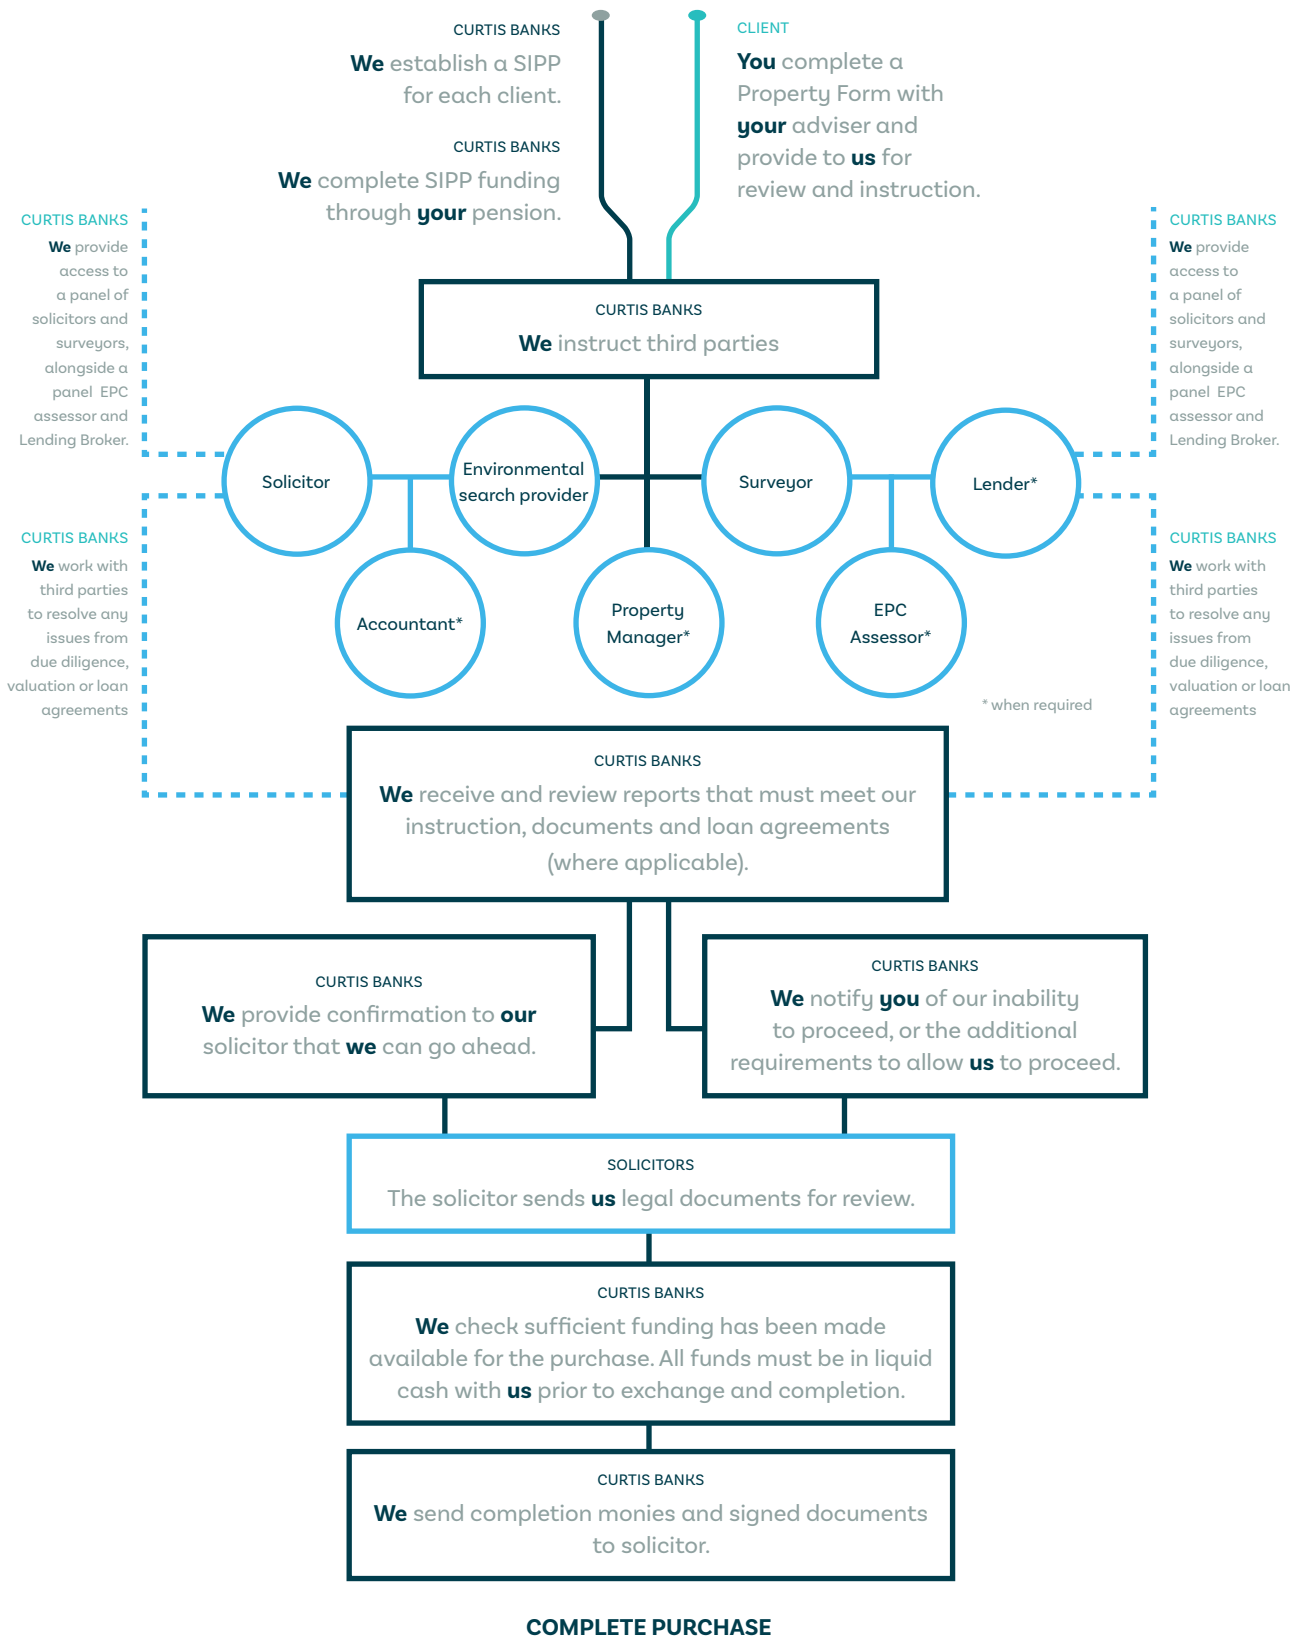 CURTIS BANKS
We establish a SIPP
for each client.
CURTIS BANKS
We complete SIPP funding
through your pension.
CLIENT
You complete a
Property Form with
your adviser and
provide to us for
review and instruction.
CURTIS BANKS
We provide
access to
a panel of
solicitors and
surveyors,
alongside a
panel EPC
assessor and
Lending Broker.
CURTIS BANKS
We provide
access to
a panel of
solicitors and
surveyors,
alongside a
panel EPC
assessor and
Lending Broker.
CURTIS BANKS
We instruct third parties
Solicitor
Environmental
search provider
Surveyor
Lender*
Accountant*
Property
Manager*
EPC
Assessor*
CURTIS BANKS
We work with
third parties
to resolve any
issues from
due diligence,
valuation or loan
agreements
CURTIS BANKS
We work with
third parties
to resolve any
issues from
due diligence,
valuation or loan
agreements
* when required
CURTIS BANKS
We receive and review reports that must meet our
instruction, documents and loan agreements
(where applicable).
CURTIS BANKS
We provide confirmation to our
solicitor that we can go ahead.
CURTIS BANKS
We notify you of our inability
to proceed, or the additional
requirements to allow us to proceed.
SOLICITORS
The solicitor sends us legal documents for review.
CURTIS BANKS
We check sufficient funding has been made
available for the purchase. All funds must be in liquid
cash with us prior to exchange and completion.
CURTIS BANKS
We send completion monies and signed documents
to solicitor.
COMPLETE PURCHASE